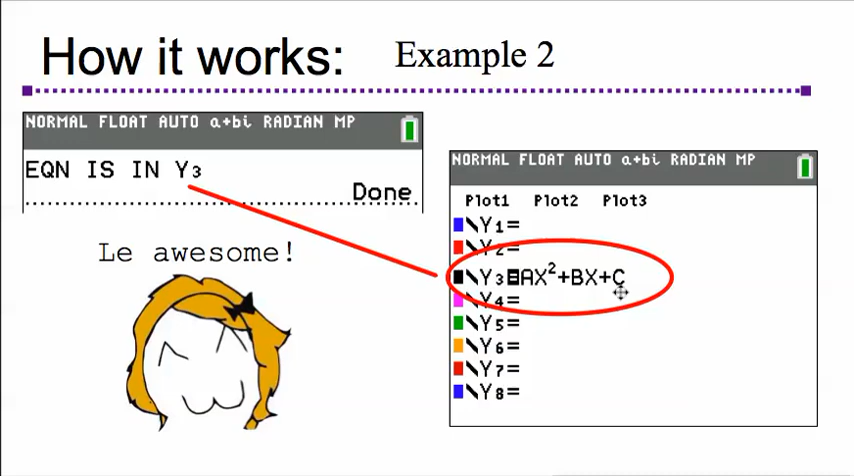 How it works: Example 2
NORMAL FLOAT AUTO a+bi RADIAN MP
EQN IS IN Y₃
Done
Le awesome!
NORMAL FLOAT AUTO a+bi RADIAN MP
Plot1 Plot2 Plot3
\Y₁=
\Y₂=
\Y₃=AX²+BX+C
\Y₄=
\Y₅=
\Y₆=
\Y₇=
\Y₈=